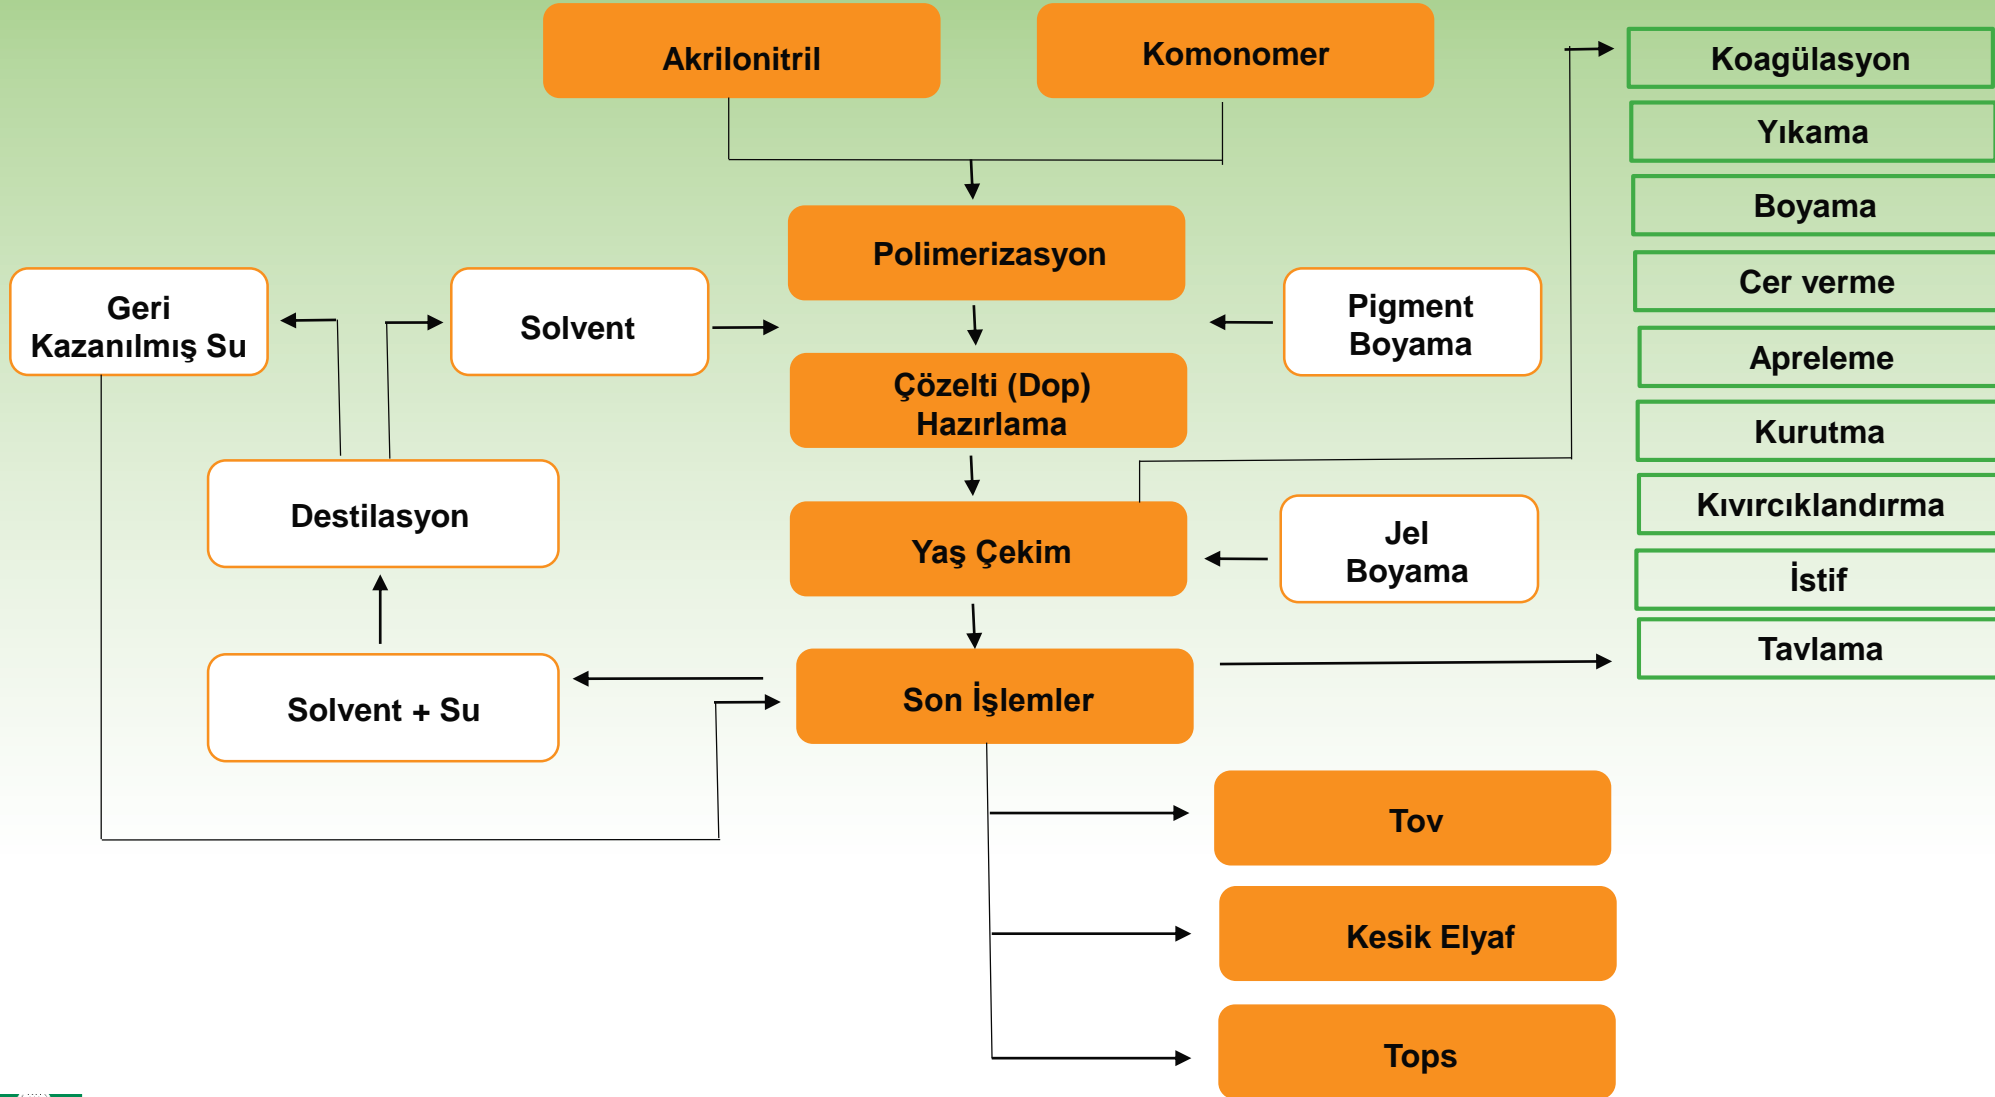 Akrilonitril
Komonomer
Polimerizasyon
Geri
Kazanılmış Su
Solvent
Pigment
Boyama
Çözelti (Dop)
Hazırlama
Destilasyon
Yaş Çekim
Jel
Boyama
Solvent + Su
Son İşlemler
Tov
Kesik Elyaf
Tops
Koagülasyon
Yıkama
Boyama
Cer verme
Apreleme
Kurutma
Kıvırcıklandırma
İstif
Tavlama